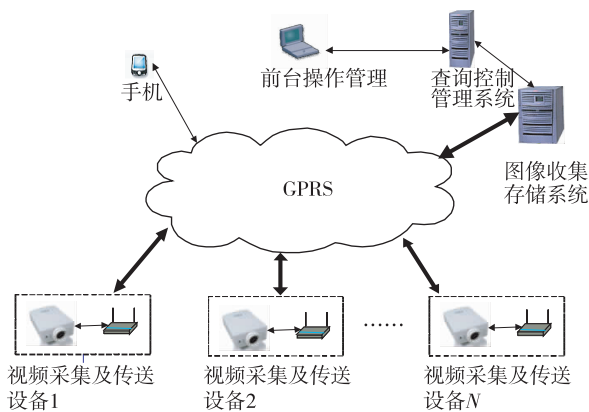 手机
前台操作管理
查询控制
管理系统
图像收集
存储系统
GPRS
视频采集及传送
设备1
视频采集及传送
设备2
……
视频采集及传送
设备N